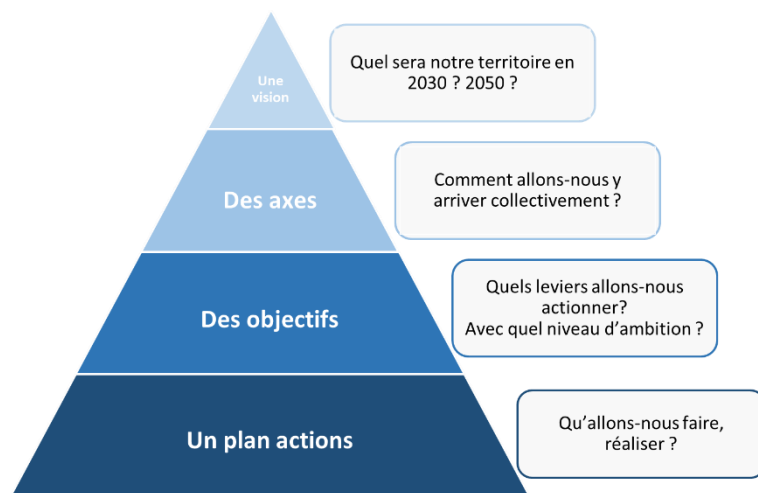 Une
vision
Quel sera notre territoire en
2030 ? 2050 ?
Des axes
Comment allons-nous y
arriver collectivement ?
Des objectifs
Quels leviers allons-nous
actionner?
Avec quel niveau d’ambition ?
Un plan actions
Qu’allons-nous faire,
réaliser ?